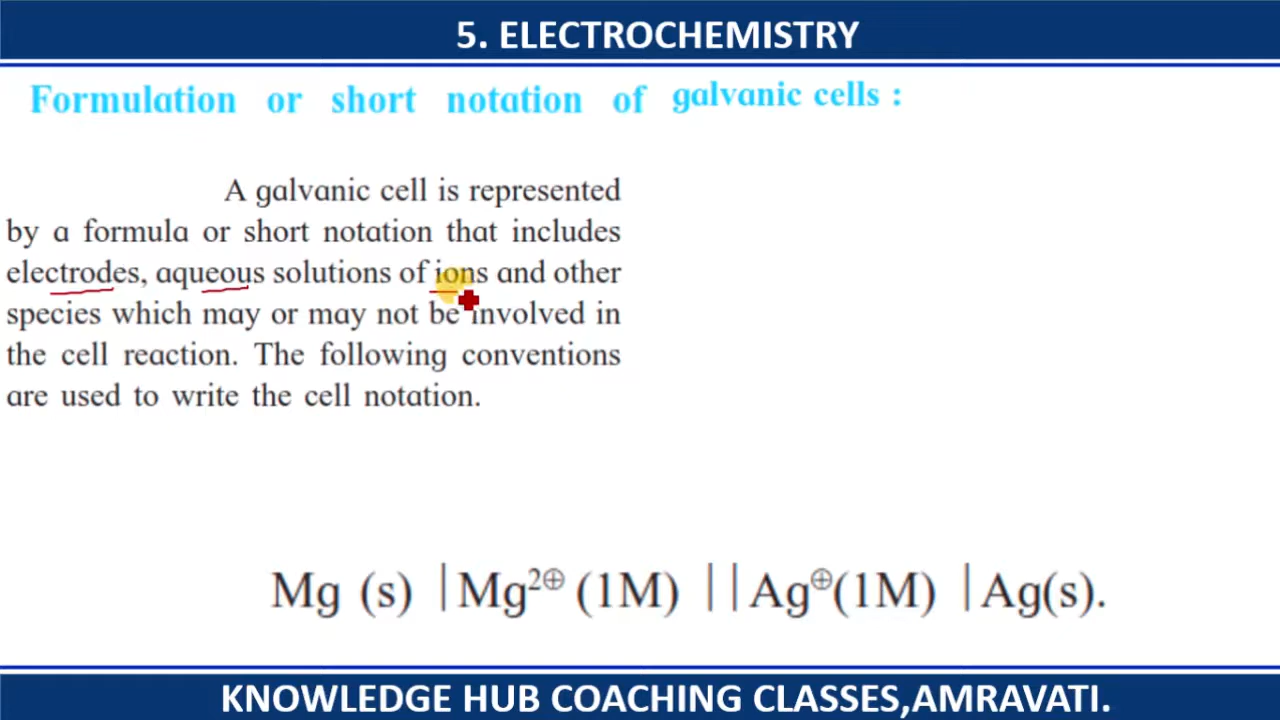 5. ELECTROCHEMISTRY
Formulation or short notation of galvanic cells :
A galvanic cell is represented
by a formula or short notation that includes
electrodes, aqueous solutions of ions and other
species which may or may not be involved in
the cell reaction. The following conventions
are used to write the cell notation.
Mg (s) |Mg²⊕ (1M) ||Ag⊕(1M) |Ag(s).
KNOWLEDGE HUB COACHING CLASSES,AMRAVATI.